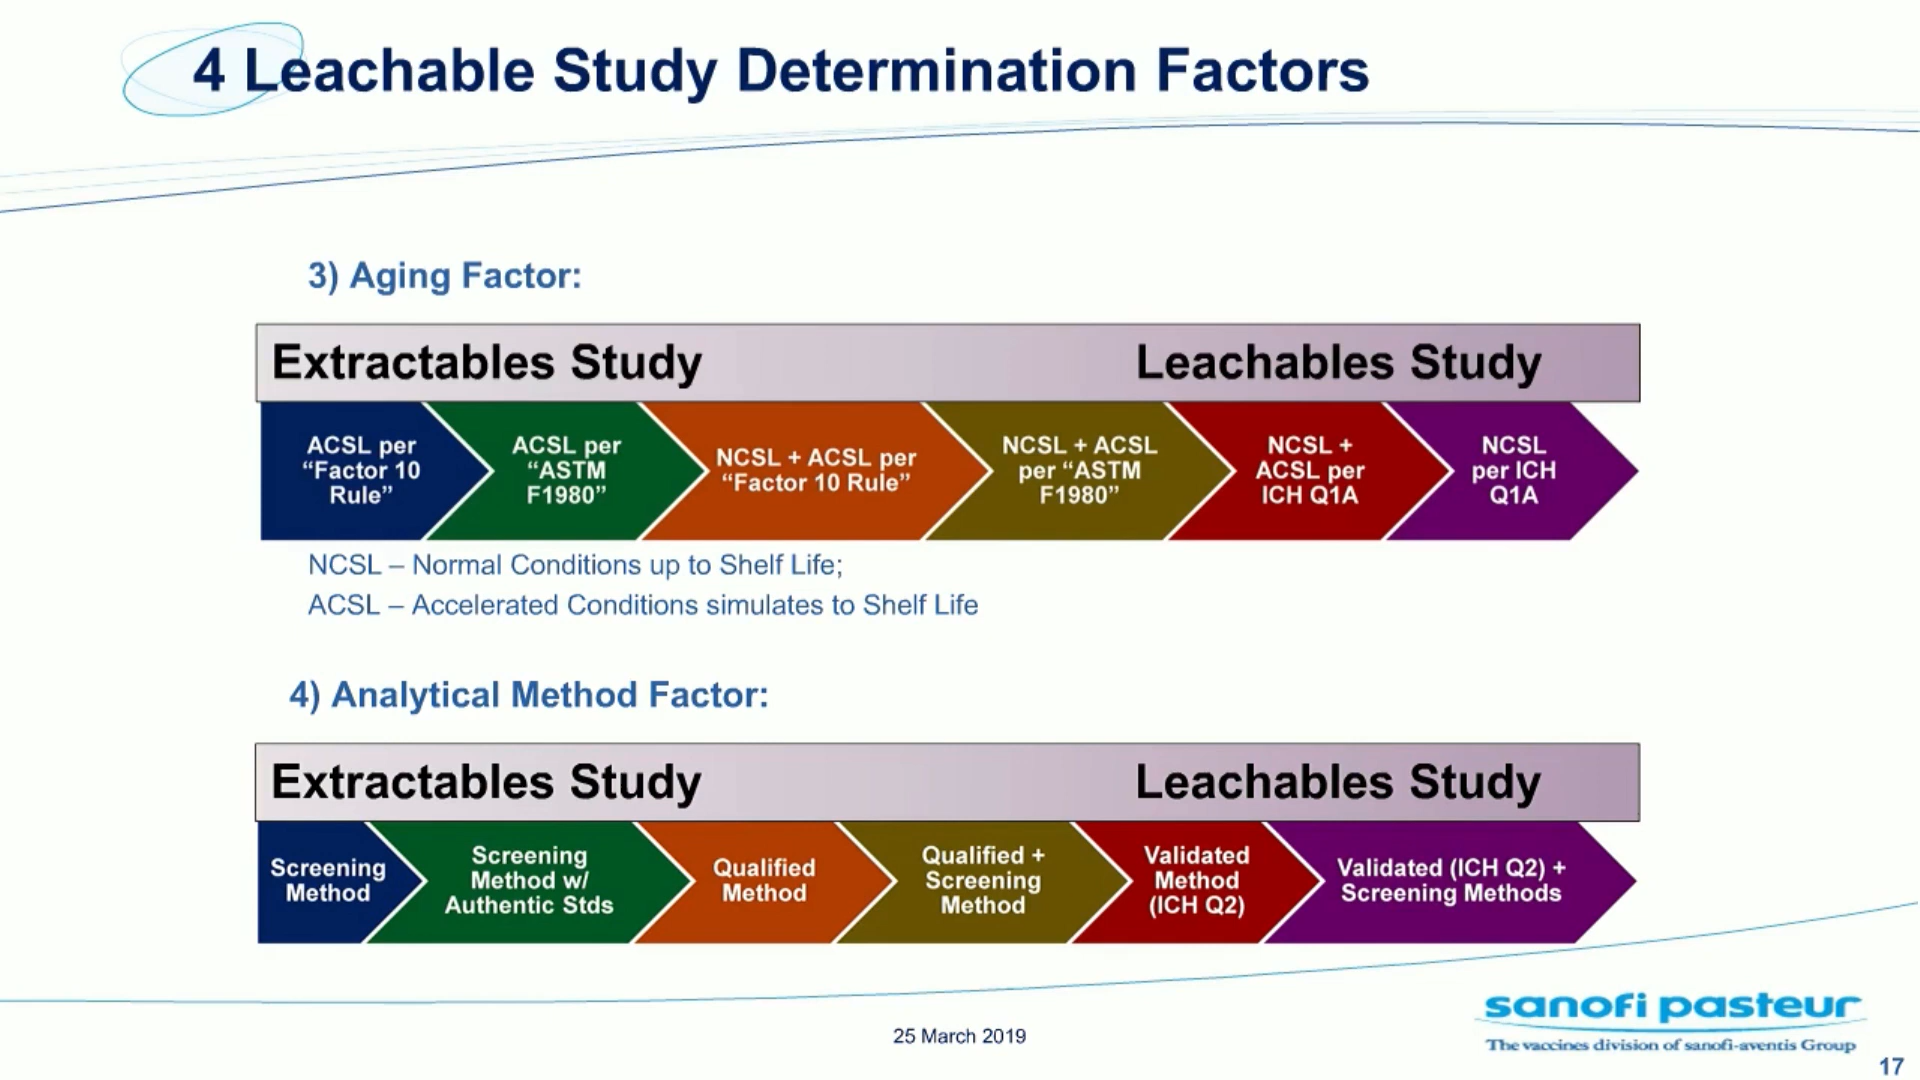 4 Leachable Study Determination Factors
3) Aging Factor:
Extractables Study Leachables Study
ACSL per
“Factor 10
Rule”
ACSL per
“ASTM
F1980”
NCSL + ACSL per
“Factor 10 Rule”
NCSL + ACSL
per “ASTM
F1980”
NCSL +
ACSL per
ICH Q1A
NCSL
per ICH
Q1A
NCSL – Normal Conditions up to Shelf Life;
ACSL – Accelerated Conditions simulates to Shelf Life
4) Analytical Method Factor:
Extractables Study Leachables Study
Screening
Method
Screening
Method w/
Authentic Stds
Qualified
Method
Qualified +
Screening
Method
Validated
Method
(ICH Q2)
Validated (ICH Q2) +
Screening Methods
sanofi pasteur
The vaccines division of sanofi-aventis Group
25 March 2019
17